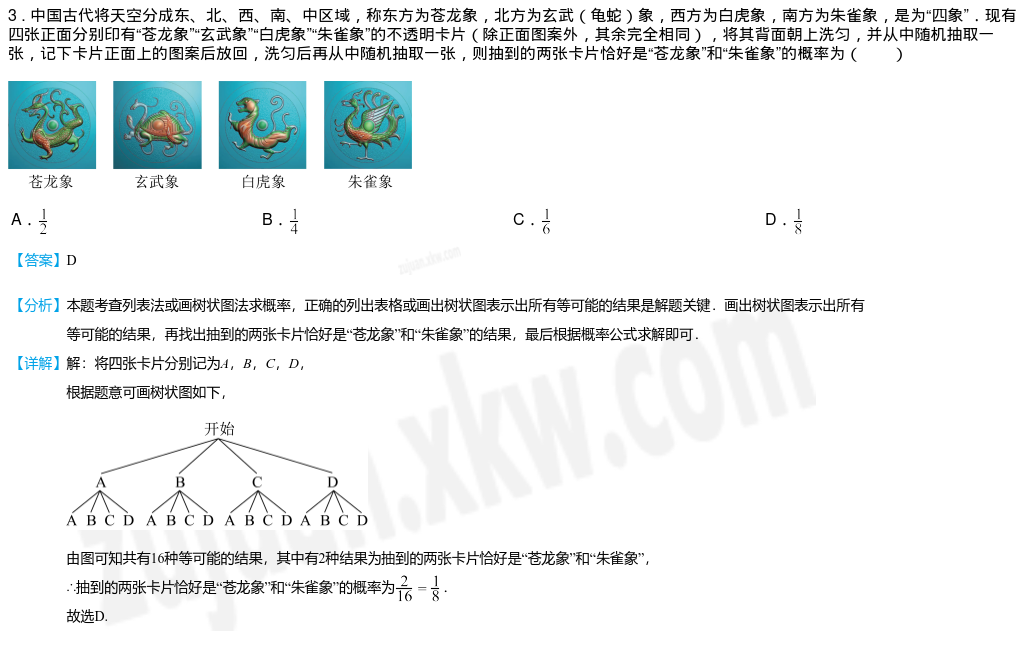 3．中国古代将天空分成东、北、西、南、中区域，称东方为苍龙象，北方为玄武（龟蛇）象，西方为白虎象，南方为朱雀象，是为“四象”．现有
四张正面分别印有“苍龙象”“玄武象”“白虎象”“朱雀象”的不透明卡片（除正面图案外，其余完全相同），将其背面朝上洗匀，并从中随机抽取一
张，记下卡片正面上的图案后放回，洗匀后再从中随机抽取一张，则抽到的两张卡片恰好是“苍龙象”和“朱雀象”的概率为（　　）
苍龙象 玄武象 白虎象 朱雀象
A．1/2 B．1/4 C．1/6 D．1/8
【答案】D
zujuan.xkw.com
【分析】本题考查列表法或画树状图法求概率，正确的列出表格或画出树状图表示出所有等可能的结果是解题关键．画出树状图表示出所有
等可能的结果，再找出抽到的两张卡片恰好是“苍龙象”和“朱雀象”的结果，最后根据概率公式求解即可．
【详解】解：将四张卡片分别记为A，B，C，D，
根据题意可画树状图如下，
开始
A B C D
A B C D A B C D A B C D A B C D
由图可知共有16种等可能的结果，其中有2种结果为抽到的两张卡片恰好是“苍龙象”和“朱雀象”，
∴抽到的两张卡片恰好是“苍龙象”和“朱雀象”的概率为2/16＝1/8．
故选D.
zujuan.xkw.com